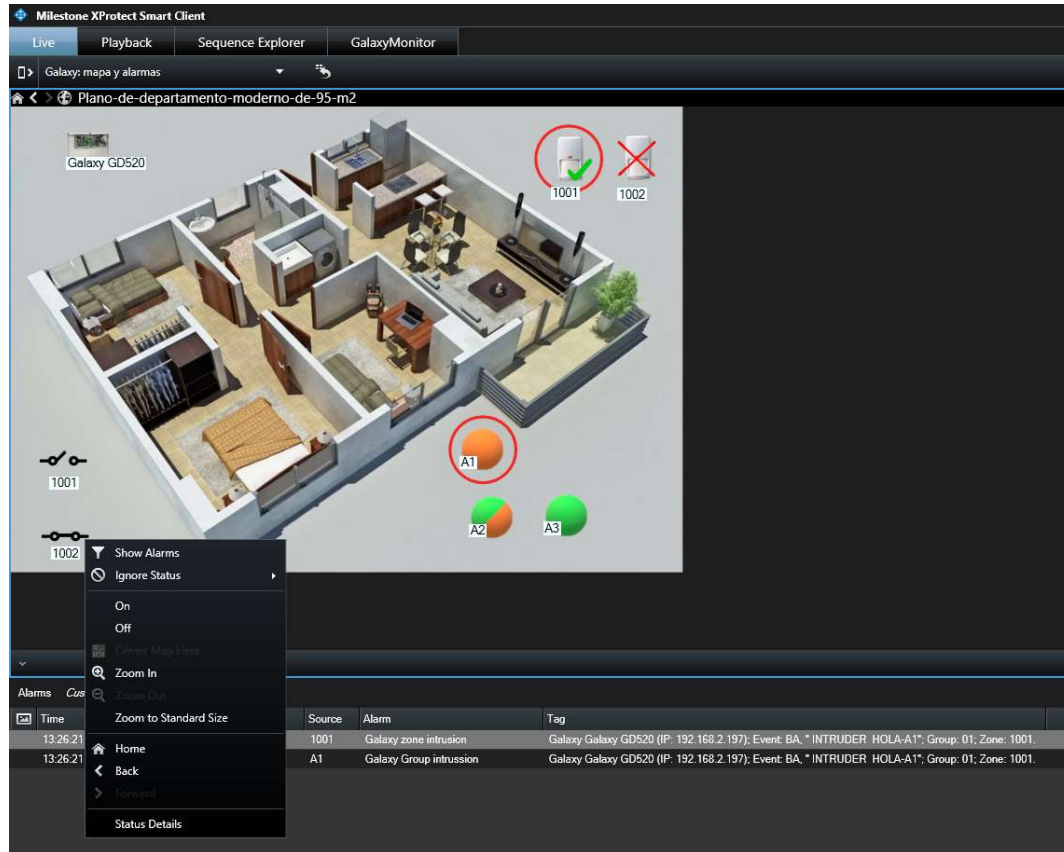 Milestone XProtect Smart Client
Live Playback Sequence Explorer GalaxyMonitor
Galaxy: mapa y alarmas
Plano-de-departamento-moderno-de-95-m2
Galaxy GD520
1001 1002
A1
A2 A3
1001
1002
Show Alarms
Ignore Status
On
Off
Center Map Here
Zoom In
Zoom Out
Zoom to Standard Size
Home
Back
Forward
Status Details
Alarms Cus
Time Source Alarm Tag
13:26:21 1001 Galaxy zone intrusion Galaxy Galaxy GD520 (IP: 192.168.2.197); Event: BA, " INTRUDER HOLA-A1"; Group: 01; Zone: 1001.
13:26:21 A1 Galaxy Group intrussion Galaxy Galaxy GD520 (IP: 192.168.2.197); Event: BA, " INTRUDER HOLA-A1"; Group: 01; Zone: 1001.